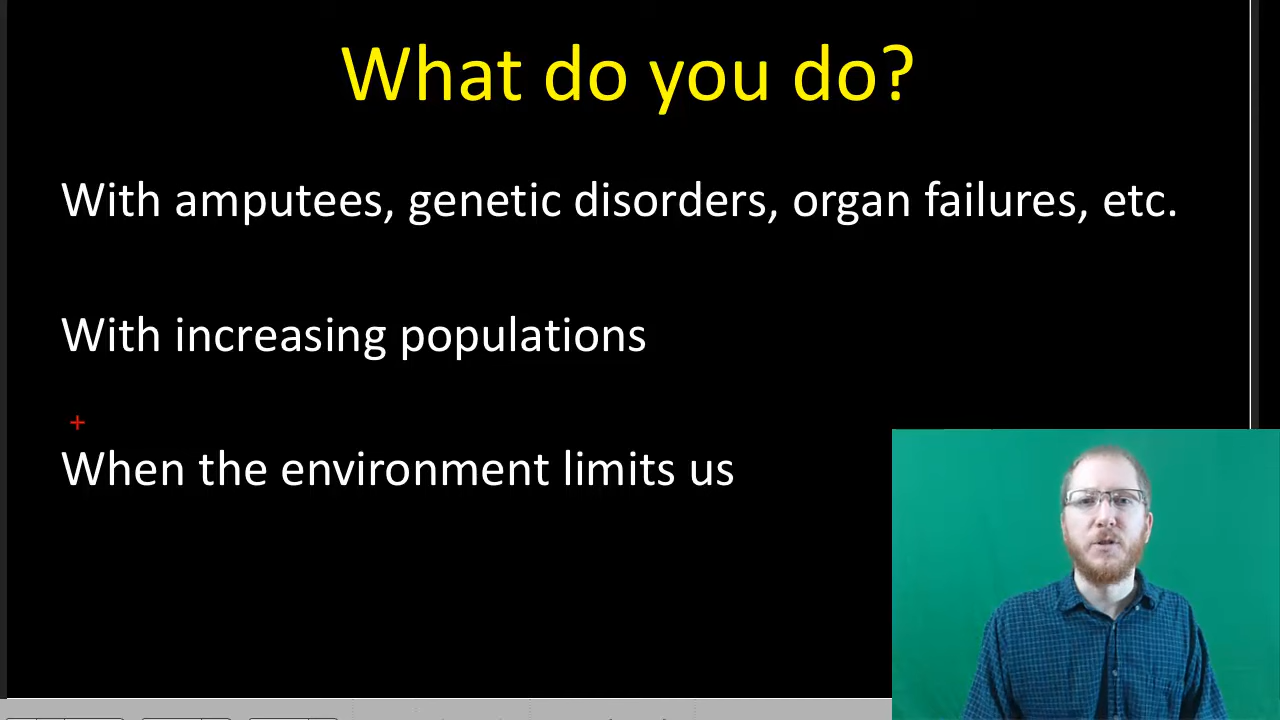 What do you do?
With amputees, genetic disorders, organ failures, etc.
With increasing populations
When the environment limits us